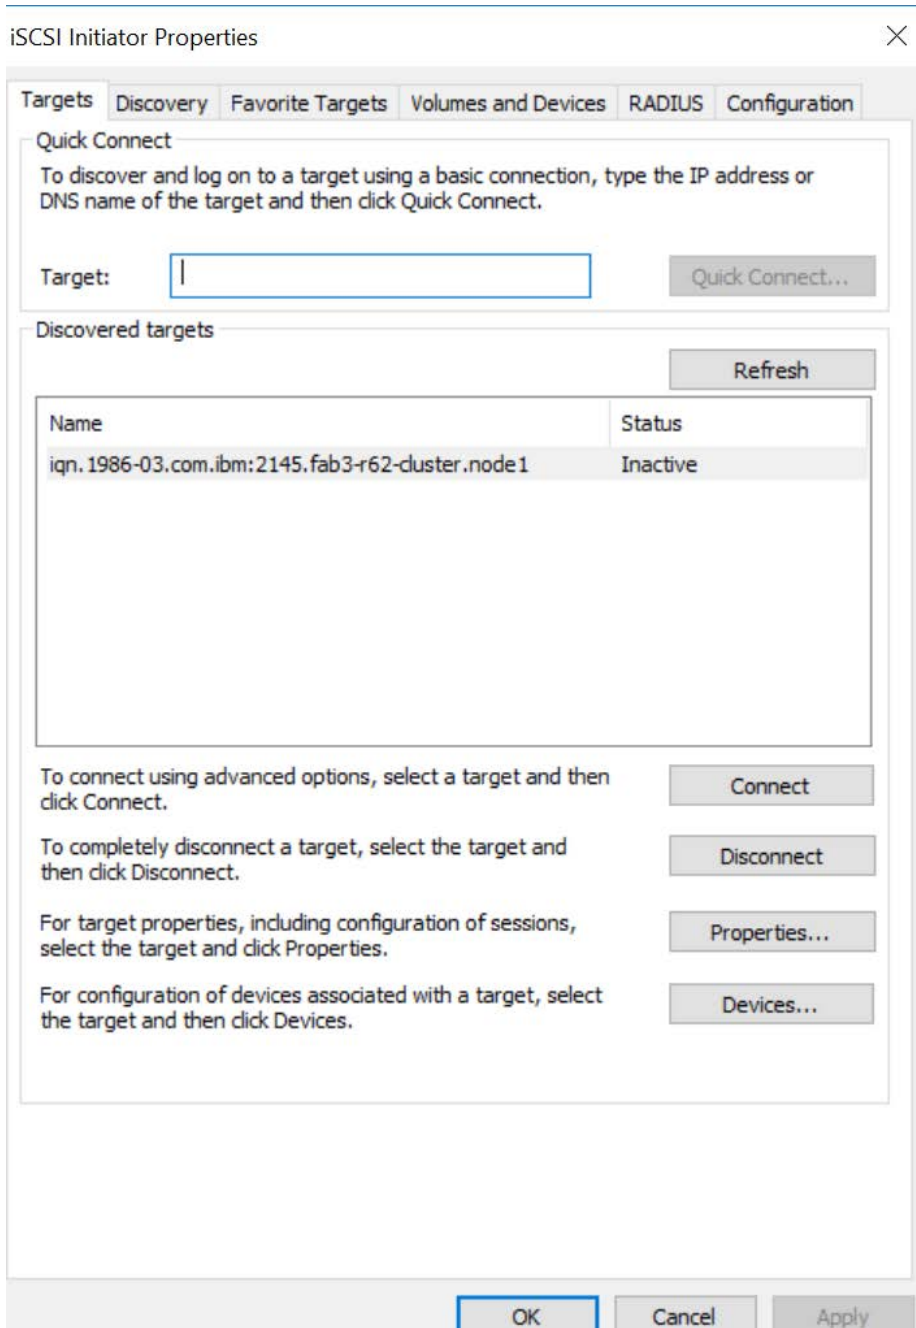 iSCSI Initiator Properties
Targets Discovery Favorite Targets Volumes and Devices RADIUS Configuration
Quick Connect
To discover and log on to a target using a basic connection, type the IP address or
DNS name of the target and then click Quick Connect.
Target:
Quick Connect...
Discovered targets
Refresh
Name Status
iqn.1986-03.com.ibm:2145.fab3-r62-cluster.node1 Inactive
To connect using advanced options, select a target and then
click Connect.
Connect
To completely disconnect a target, select the target and
then click Disconnect.
Disconnect
For target properties, including configuration of sessions,
select the target and click Properties.
Properties...
For configuration of devices associated with a target, select
the target and then click Devices.
Devices...
OK Cancel Apply